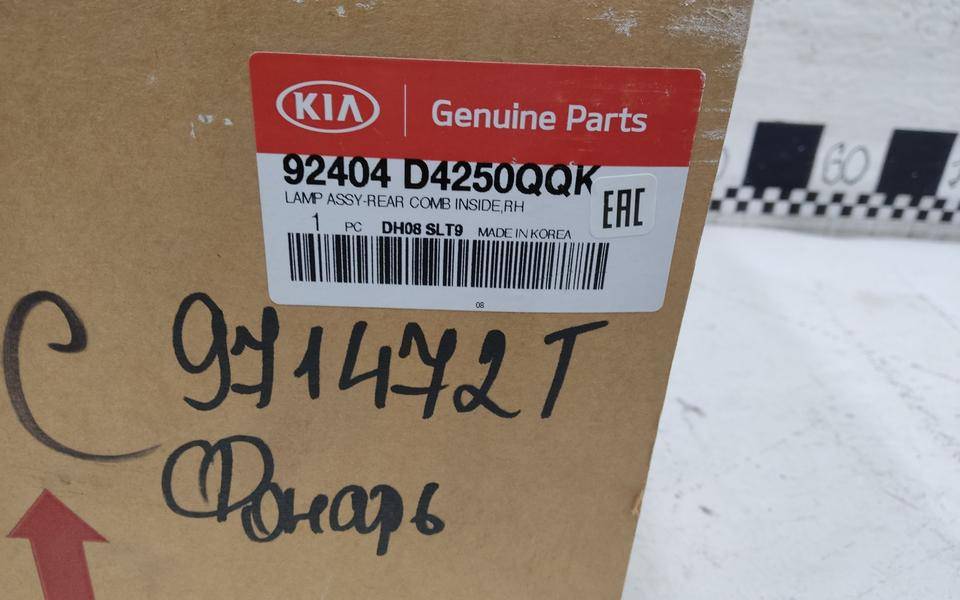 KIA Genuine Parts
92404 D4250QQK
LAMP ASSY-REAR COMB INSIDE,RH
EAC
1 PC DH08 SLT9 MADE IN KOREA
08
С 971472Т
Фонарь
60